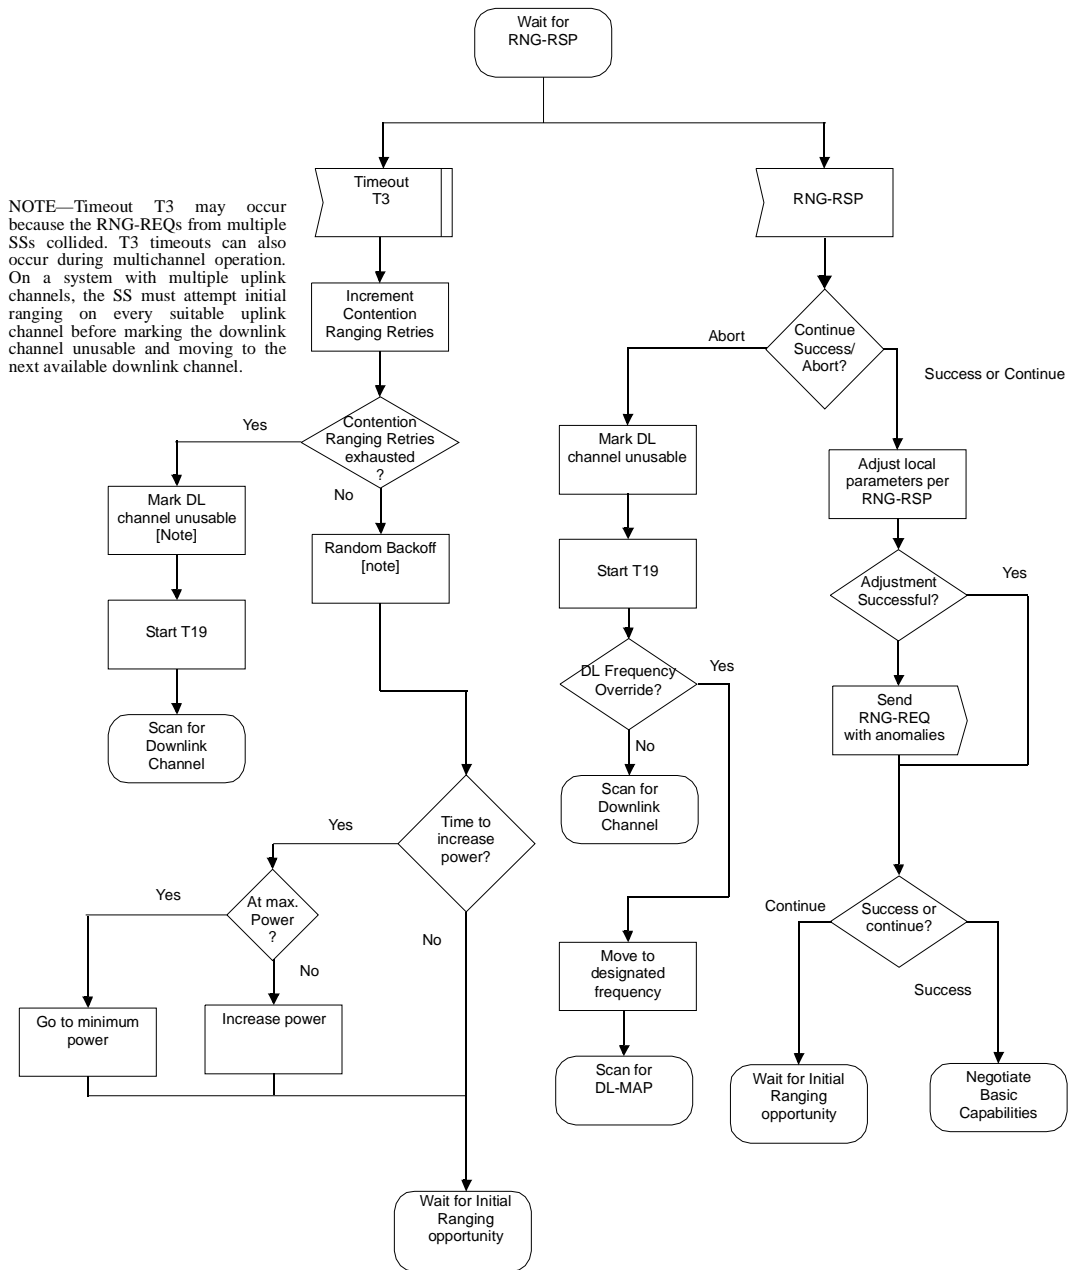 Wait for
RNG-RSP
Timeout
T3
RNG-RSP
NOTE—Timeout T3 may occur
because the RNG-REQs from multiple
SSs collided. T3 timeouts can also
occur during multichannel operation.
On a system with multiple uplink
channels, the SS must attempt initial
ranging on every suitable uplink
channel before marking the downlink
channel unusable and moving to the
next available downlink channel.
Increment
Contention
Ranging Retries
Continue
Success/
Abort?
Abort
Success or Continue
Contention
Ranging Retries
exhausted
?
Yes
No
Mark DL
channel unusable
[Note]
Random Backoff
[note]
Start T19
Scan for
Downlink
Channel
Mark DL
channel unusable
Start T19
DL Frequency
Override?
Yes
No
Scan for
Downlink
Channel
Move to
designated
frequency
Scan for
DL-MAP
Adjust local
parameters per
RNG-RSP
Adjustment
Successful?
Yes
Send
RNG-REQ
with anomalies
Success or
continue?
Continue
Success
Wait for Initial
Ranging
opportunity
Negotiate
Basic
Capabilities
Time to
increase
power?
Yes
No
At max.
Power
?
Yes
No
Go to minimum
power
Increase power
Wait for Initial
Ranging
opportunity